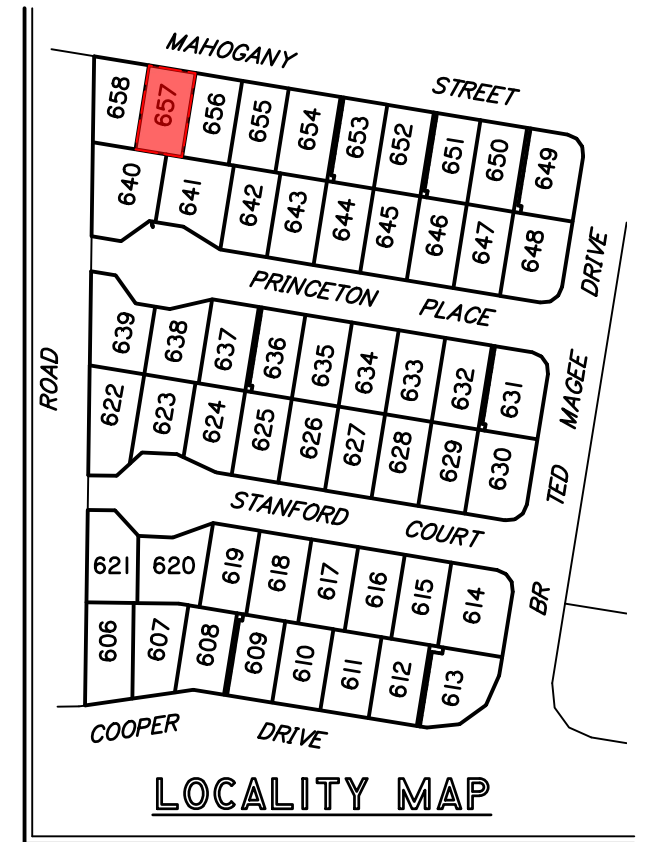 MAHOGANY STREET
658 657 656 655 654 653 652 651 650 649
640 641 642 643 644 645 646 647 648
DRIVE
PRINCETON PLACE
639 638 637 636 635 634 633 632 631
ROAD
MAGEE
622 623 624 625 626 627 628 629 630
TED
STANFORD COURT
621 620 619 618 617 616 615 614
BR
606 607 608 609 610 611 612 613
COOPER DRIVE
LOCALITY MAP